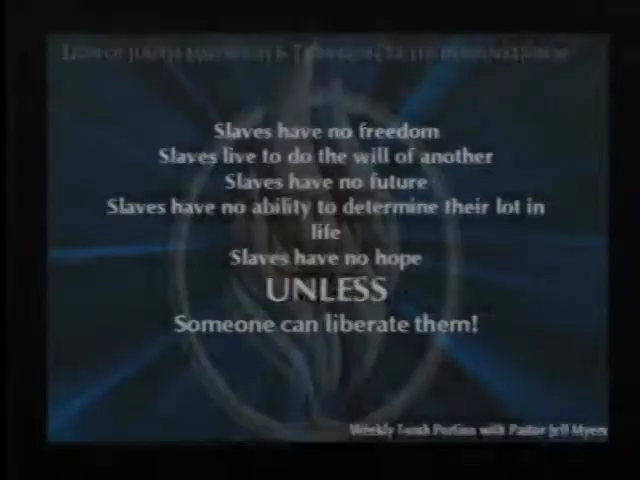 Slaves have no freedom
Slaves live to do the will of another
Slaves have no future
Slaves have no ability to determine their lot in
life
Slaves have no hope
UNLESS
Someone can liberate them!
Weekly Torah Portion with Pastor Jeff Myers